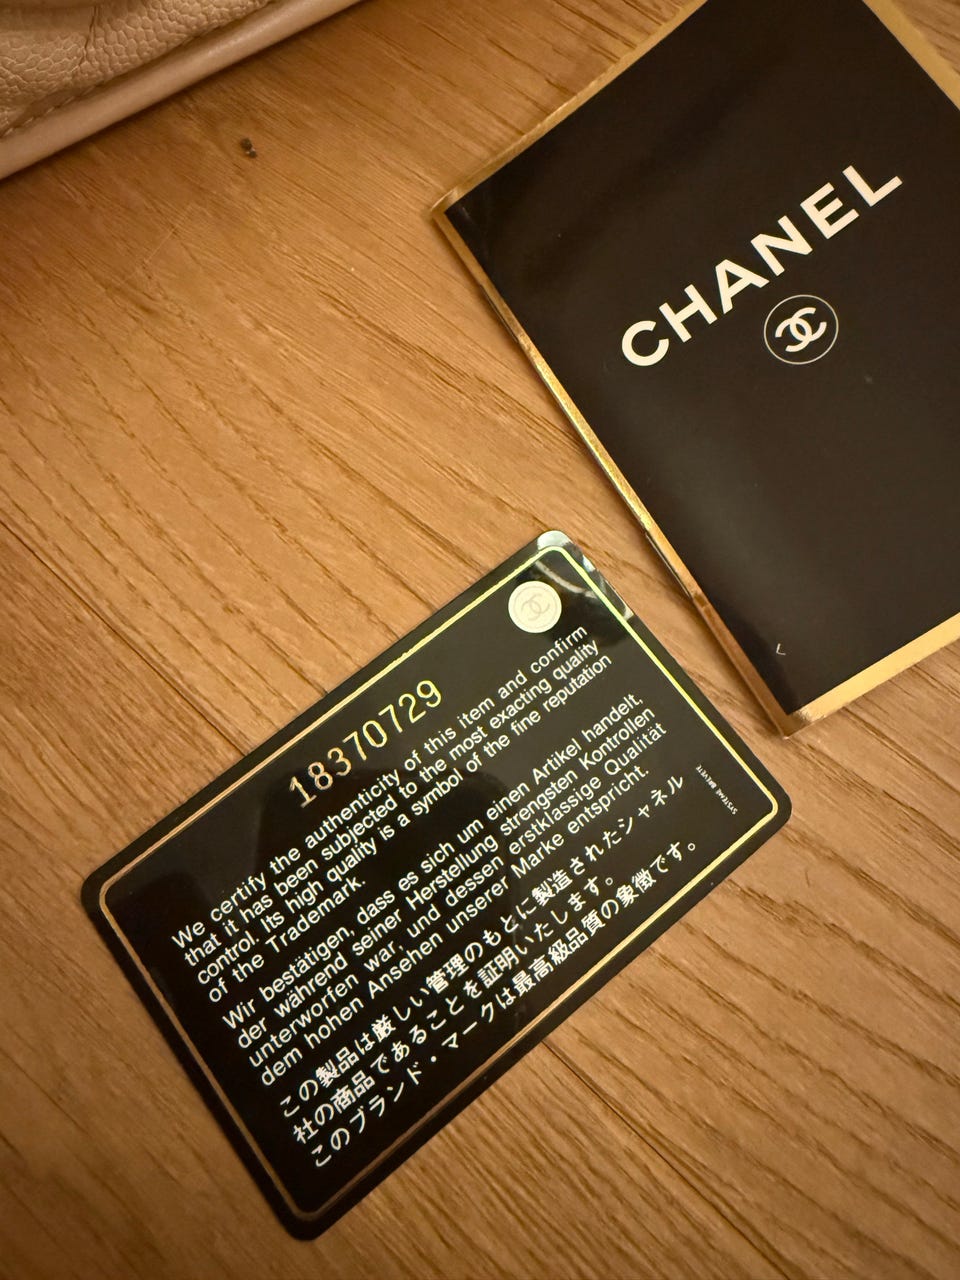 CHANEL
18370729
We certify the authenticity of this item and confirm
that it has been subjected to the most exacting quality
control. Its high quality is a symbol of the fine reputation
of the Trademark.
Wir bestätigen, dass es sich um einen Artikel handelt,
der während seiner Herstellung strengsten Kontrollen
unterworfen war, und dessen erstklassige Qualität
dem hohen Ansehen unserer Marke entspricht.
この製品は厳しい管理のもとに製造されたシャネル
社の商品であることを証明いたします。
このブランド・マークは最高級品質の象徴です。
SYSTEME BREVETE